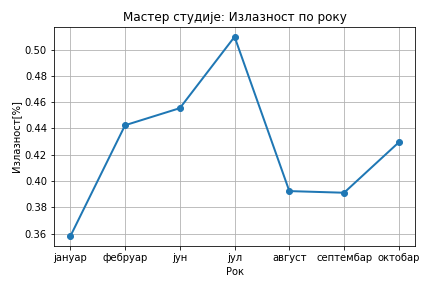 Мастер студије: Излазност по року
Излазност[%]
0.50
0.48
0.46
0.44
0.42
0.40
0.38
0.36
јануар фебруар јун јул август септембар октобар
Рок